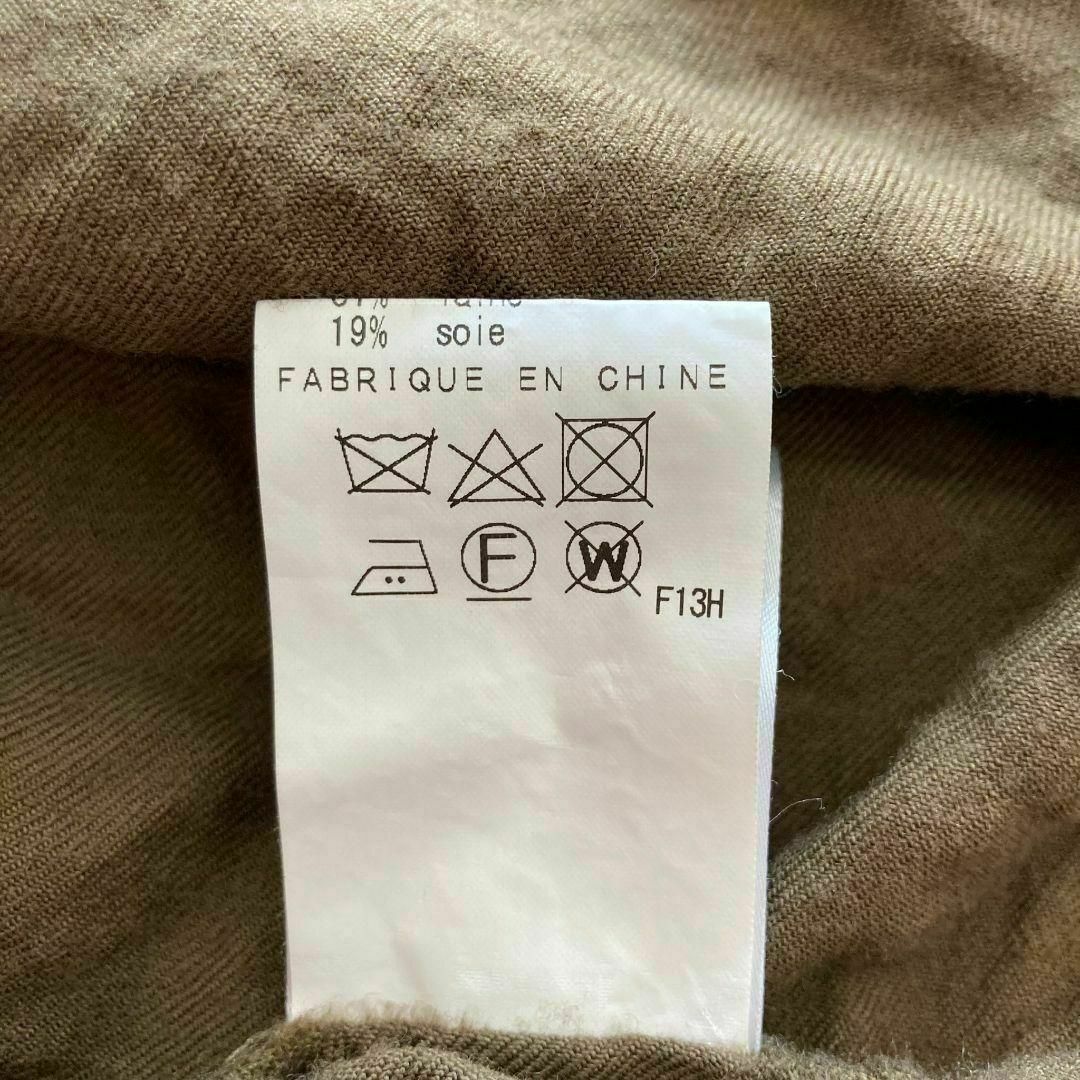 19% soie
FABRIQUE EN CHINE
F
W
F13H